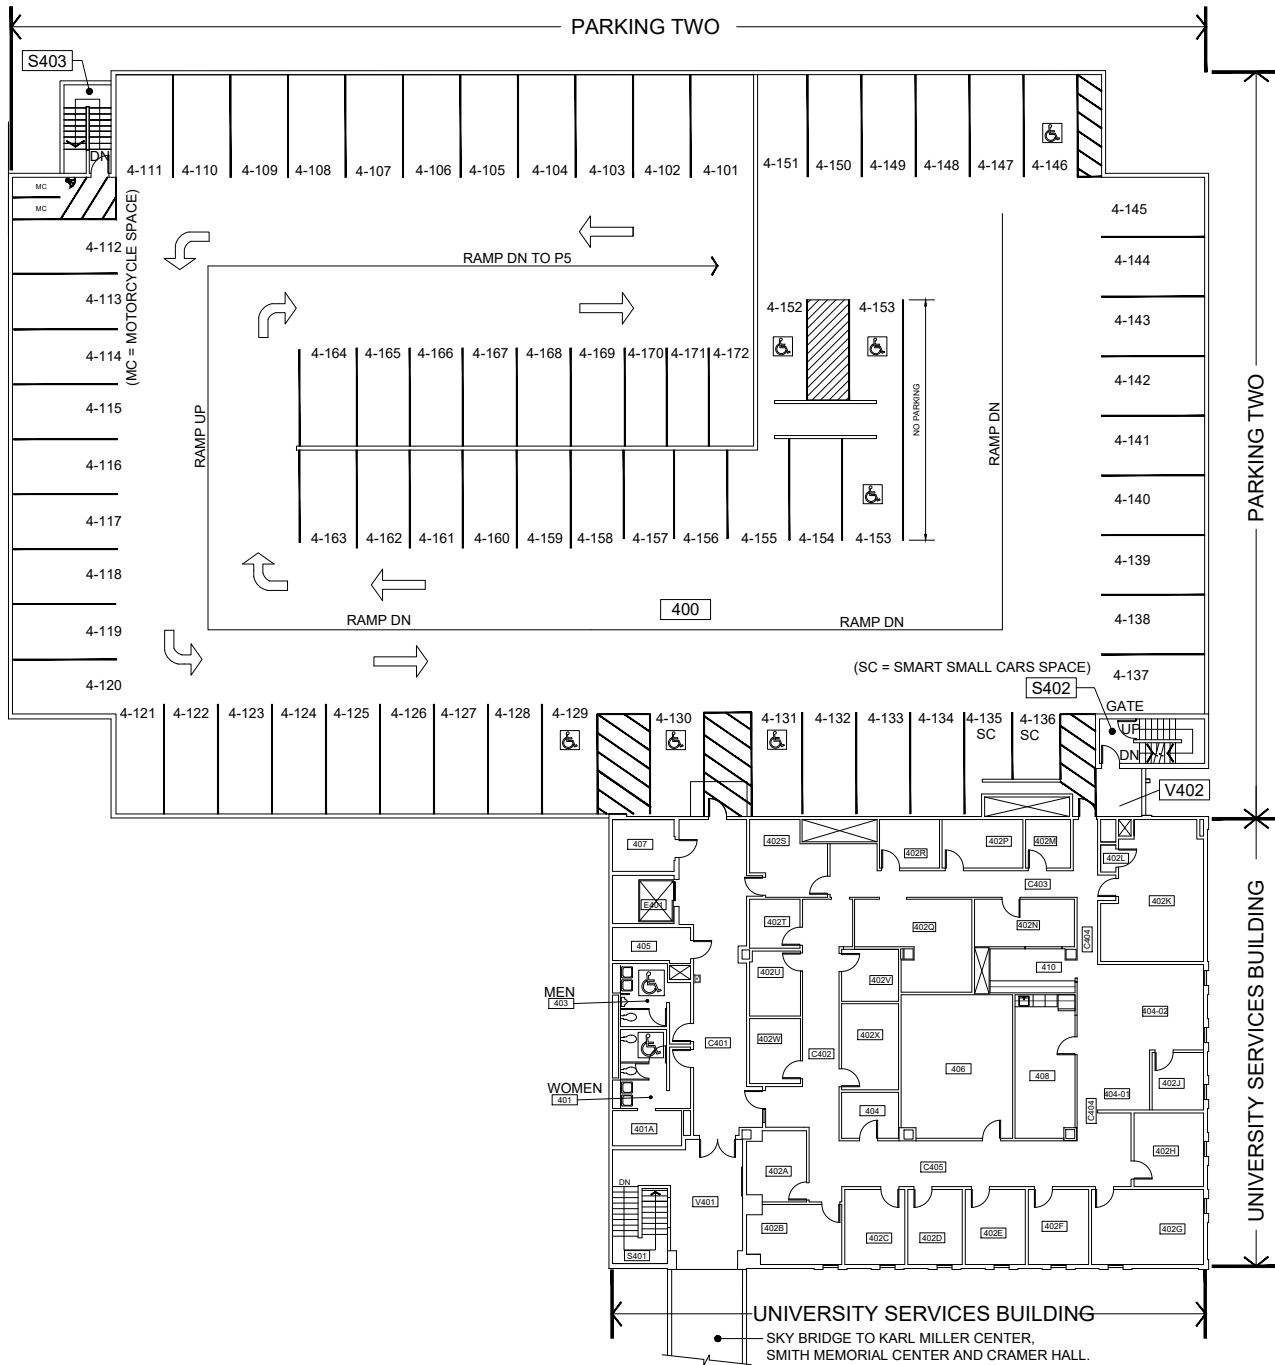 PARKING TWO
S403
DN
4-111 4-110 4-109 4-108 4-107 4-106 4-105 4-104 4-103 4-102 4-101 4-151 4-150 4-149 4-148 4-147 4-146
MC
MC
(MC = MOTORCYCLE SPACE)
4-145
4-112
4-144
RAMP DN TO P5
4-113
4-152 4-153
4-143
4-114
4-164 4-165 4-166 4-167 4-168 4-169 4-170 4-171 4-172
4-142
4-115
RAMP UP
NO PARKING
RAMP DN
PARKING TWO
4-141
4-116
4-140
4-117
4-163 4-162 4-161 4-160 4-159 4-158 4-157 4-156 4-155 4-154 4-153
4-139
4-118
400
4-138
RAMP DN
RAMP DN
4-119
(SC = SMART SMALL CARS SPACE)
4-137
4-120
S402
GATE
4-121 4-122 4-123 4-124 4-125 4-126 4-127 4-128 4-129 4-130 4-131 4-132 4-133 4-134 4-135 4-136
SC SC
UP
DN
V402
407
402S
402R
402P
402M
402L
C403
E401
402K
402T
402Q
402N
C404
405
410
402U
402V
MEN
403
404-02
402W
402X
C401
C402
406
408
402J
WOMEN
401
404-01
404
C404
401A
402H
402A
C405
DN
V401
402B
402C
402D
402E
402F
402G
S401
UNIVERSITY SERVICES BUILDING
UNIVERSITY SERVICES BUILDING
SKY BRIDGE TO KARL MILLER CENTER,
SMITH MEMORIAL CENTER AND CRAMER HALL.